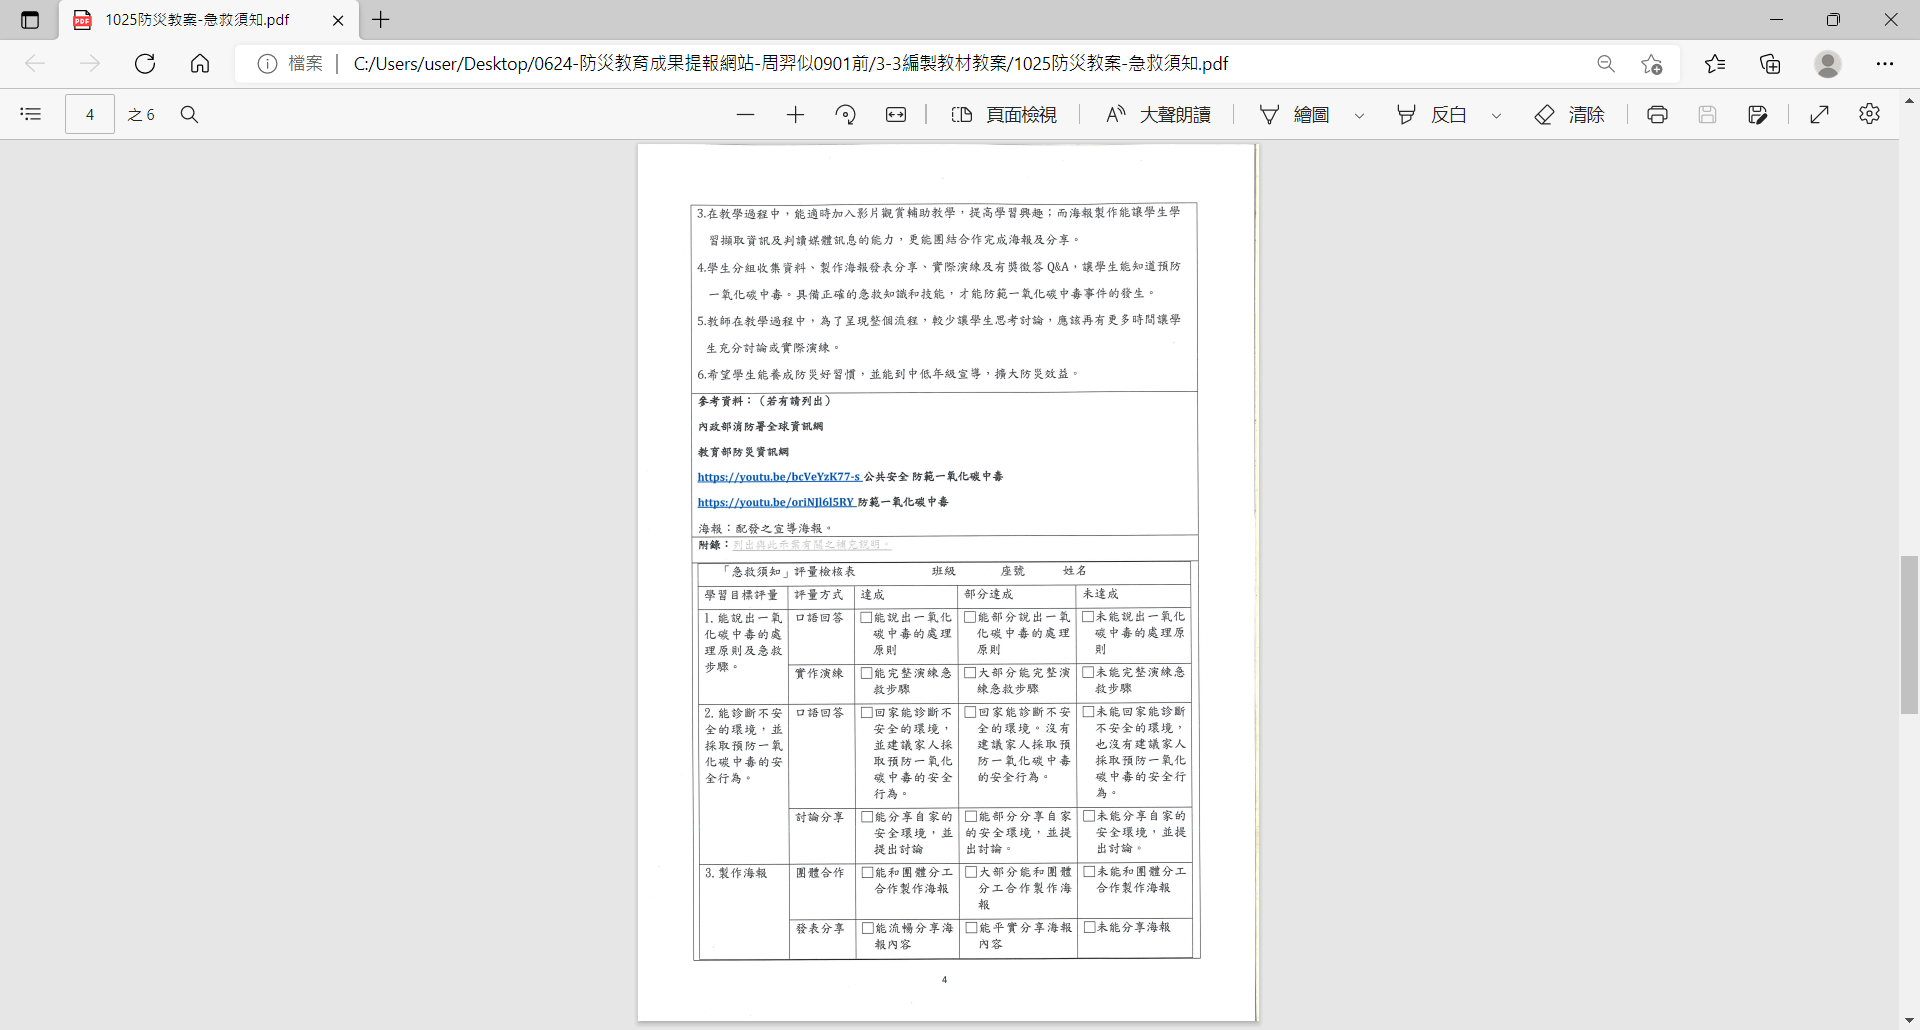 1025防災教案-急救須知.pdf
檔案 C:/Users/user/Desktop/0624-防災教育成果提報網站-周羿似0901前/3-3編製教材教案/1025防災教案-急救須知.pdf
4 之 6 頁面檢視 大聲朗讀 繪圖 反白 清除
3.在教學過程中，能適時加入影片觀賞輔助教學，提高學習興趣；而海報製作能讓學生學
習擷取資訊及判讀媒體訊息的能力，更能團結合作完成海報及分享。
4.學生分組收集資料、製作海報發表分享、實際演練及有獎徵答 Q&A，讓學生能知道預防
一氧化碳中毒。具備正確的急救知識和技能，才能防範一氧化碳中毒事件的發生。
5.教師在教學過程中，為了呈現整個流程，較少讓學生思考討論，應該再有更多時間讓學
生充分討論或實際演練。
6.希望學生能養成防災好習慣，並能到中低年級宣導，擴大防災效益。
參考資料：（若有請列出）
內政部消防署全球資訊網
教育部防災資訊網
https://youtu.be/bcVeYzK77-s 公共安全 防範一氧化碳中毒
https://youtu.be/oriNJl6l5RY 防範一氧化碳中毒
海報：配發之宣導海報。
附錄：列出與此示案有關之補充說明。
「急救須知」評量檢核表 班級 座號 姓名
學習目標評量 評量方式 達成 部分達成 未達成
1. 能說出一氧
化碳中毒的處
理原則及急救
步驟。
口語回答
□能說出一氧化
碳中毒的處理
原則
□能部分說出一氧
化碳中毒的處理
原則
□未能說出一氧化
碳中毒的處理原
則
實作演練
□能完整演練急
救步驟
□大部分能完整演
練急救步驟
□未能完整演練急
救步驟
2. 能診斷不安
全的環境，並
採取預防一氧
化碳中毒的安
全行為。
口語回答
□回家能診斷不
安全的環境，
並建議家人採
取預防一氧化
碳中毒的安全
行為。
□回家能診斷不安
全的環境。沒有
建議家人採取預
防一氧化碳中毒
的安全行為。
□未能回家能診斷
不安全的環境，
也沒有建議家人
採取預防一氧化
碳中毒的安全行
為。
討論分享
□能分享自家的
安全環境，並
提出討論
□能部分分享自家
的安全環境，並提
出討論。
□未能分享自家的
安全環境，並提
出討論。
3. 製作海報
團體合作
□能和團體分工
合作製作海報
□大部分能和團體
分工合作製作海
報
□未能和團體分工
合作製作海報
發表分享
□能流暢分享海
報內容
□能平實分享海報
內容
□未能分享海報
4